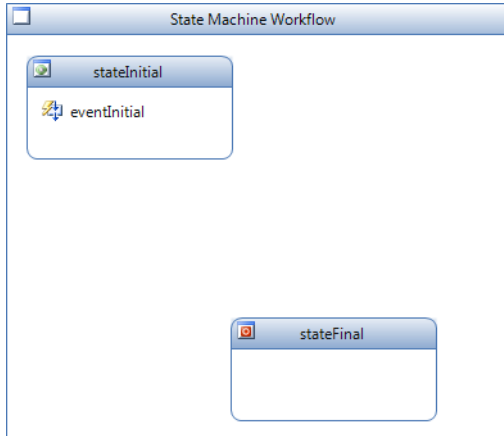 State Machine Workflow
stateInitial
eventInitial
stateFinal